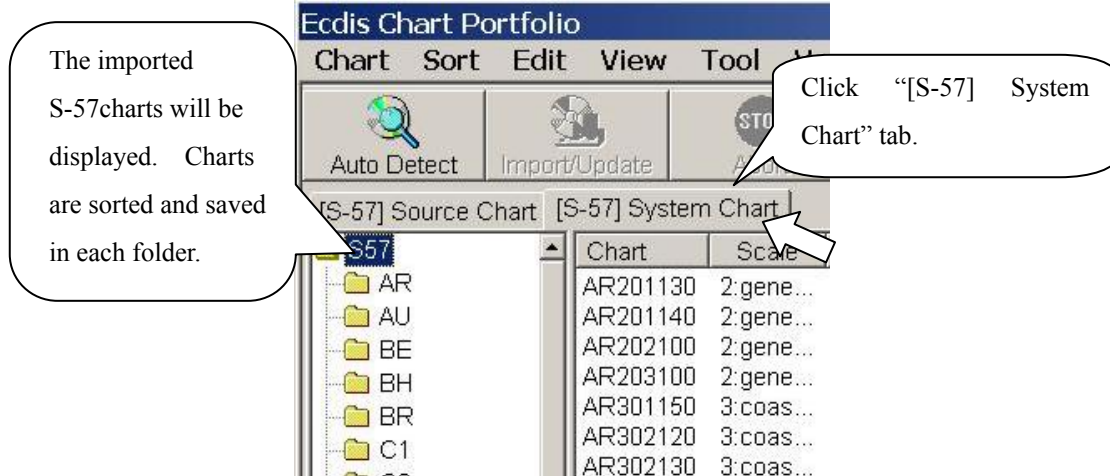 Ecdis Chart Portfolio
Chart Sort Edit View Tool
The imported
S-57charts will be
displayed. Charts
are sorted and saved
in each folder.
Click “[S-57] System
Chart” tab.
Auto Detect Import/Update
[S-57] Source Chart [S-57] System Chart
S57
AR
AU
BE
BH
BR
C1
Chart Scale
AR201130 2:gene...
AR201140 2:gene...
AR202100 2:gene...
AR203100 2:gene...
AR301150 3:coas...
AR302120 3:coas...
AR302130 3:coas...